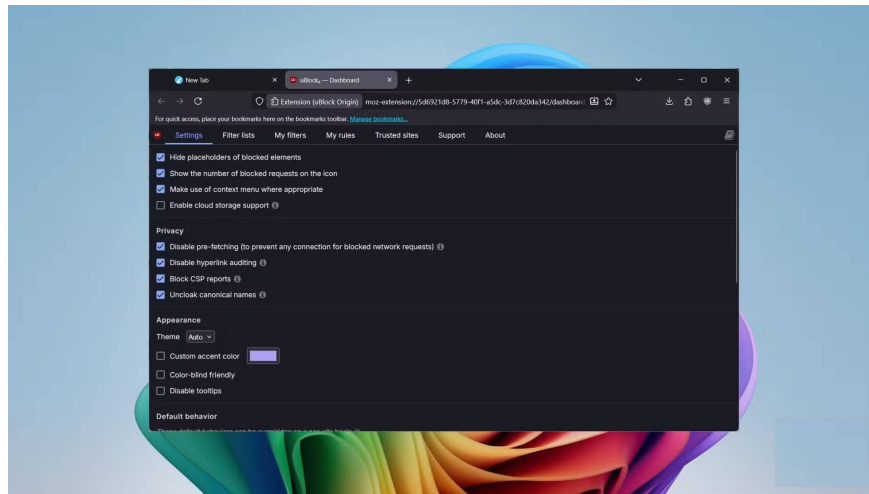 New Tab
uBlock₀ — Dashboard
Extension (uBlock Origin) moz-extension://5d6921d8-5779-40f1-a5dc-3d7c820da342/dashboard
For quick access, place your bookmarks here on the bookmarks toolbar. Manage bookmarks...
Settings Filter lists My filters My rules Trusted sites Support About
Hide placeholders of blocked elements
Show the number of blocked requests on the icon
Make use of context menu where appropriate
Enable cloud storage support
Privacy
Disable pre-fetching (to prevent any connection for blocked network requests)
Disable hyperlink auditing
Block CSP reports
Uncloak canonical names
Appearance
Theme Auto
Custom accent color
Color-blind friendly
Disable tooltips
Default behavior